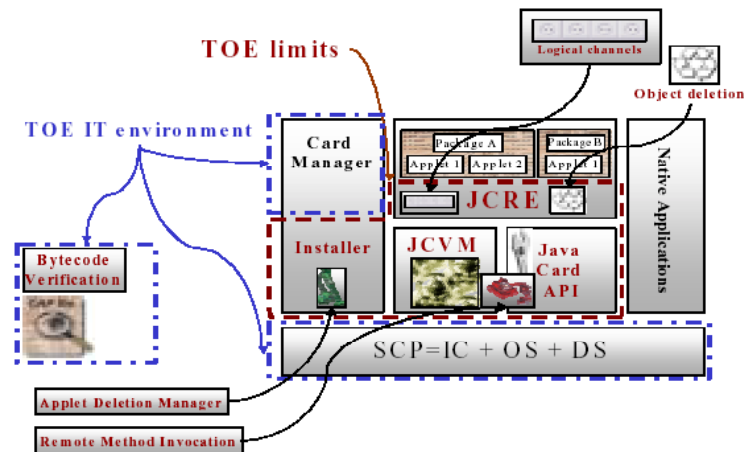 Logical channels
TOE limits
Object deletion
TOE IT environment
Card
Manager
Package A
Applet 1
Applet 2
Package B
Applet 1
Native Applications
JCRE
Bytecode
Verification
Installer
JCVM
Java
Card
API
SCP=IC + OS + DS
Applet Deletion Manager
Remote Method Invocation